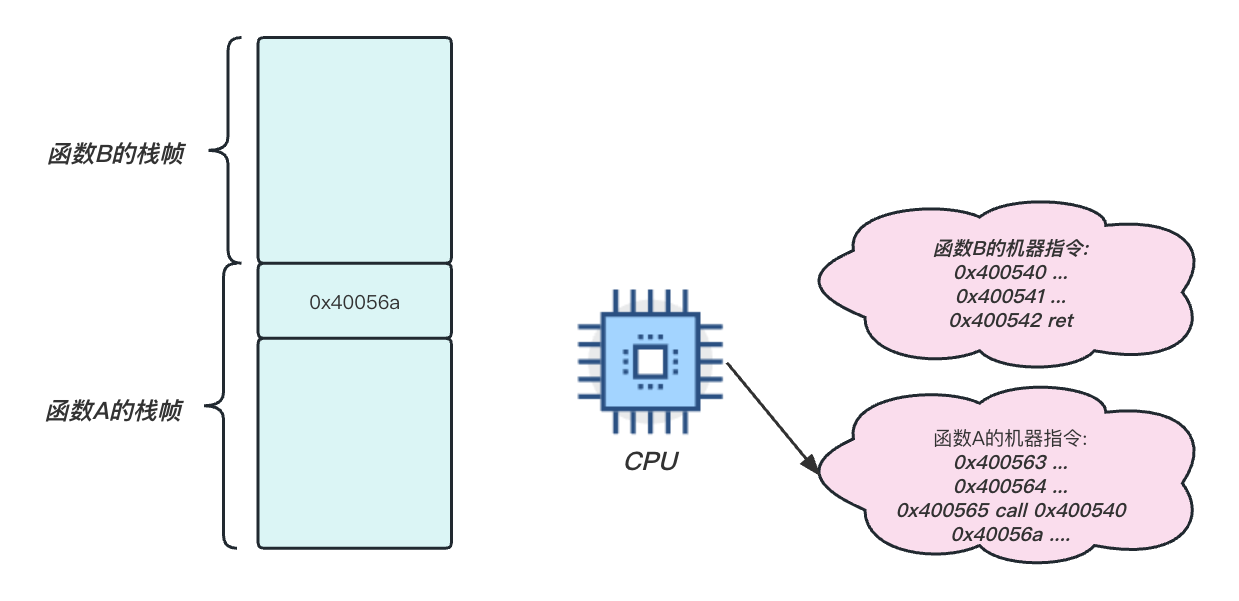 函数B的栈帧
0x40056a
函数A的栈帧
CPU
函数B的机器指令:
0x400540 ...
0x400541 ...
0x400542 ret
函数A的机器指令:
0x400563 ...
0x400564 ...
0x400565 call 0x400540
0x40056a ....